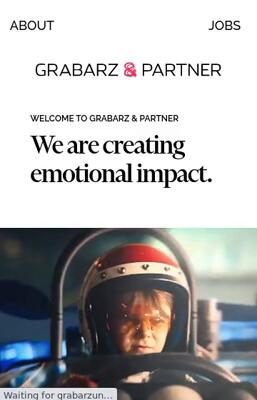 ABOUT JOBS
GRABARZ & PARTNER
WELCOME TO GRABARZ & PARTNER
We are creating
emotional impact.
Waiting for grabarzun...